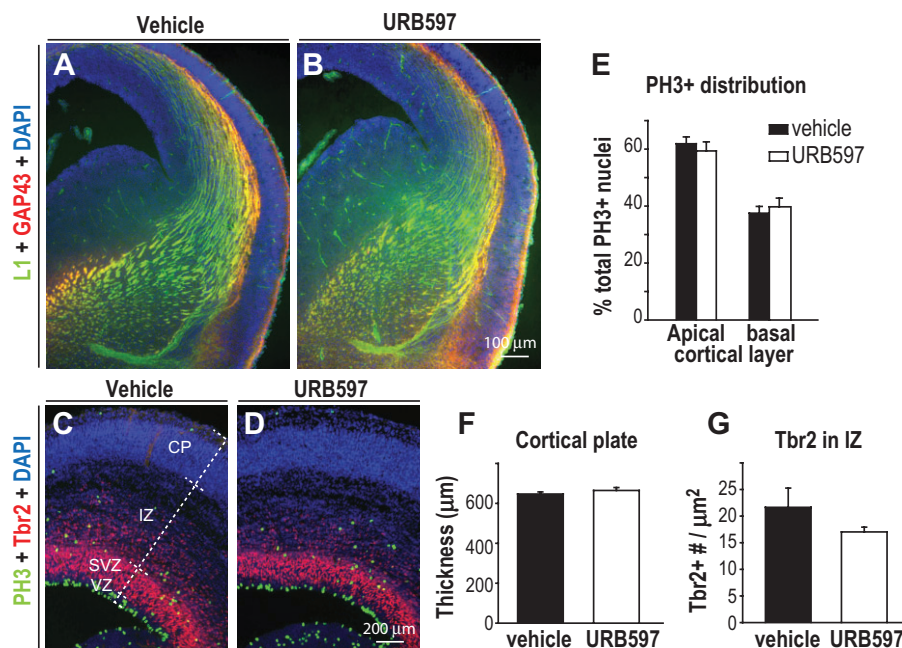 Vehicle
URB597
L1 + GAP43 + DAPI
A
B
100 µm
E
PH3+ distribution
vehicle
URB597
% total PH3+ nuclei
60
40
20
0
Apical
basal
cortical layer
Vehicle
URB597
PH3 + Tbr2 + DAPI
C
D
CP
IZ
SVZ
VZ
200 µm
F
Cortical plate
Thickness (µm)
600
400
200
0
vehicle
URB597
G
Tbr2 in IZ
Tbr2+ # / µm²
25
20
15
10
5
0
vehicle
URB597